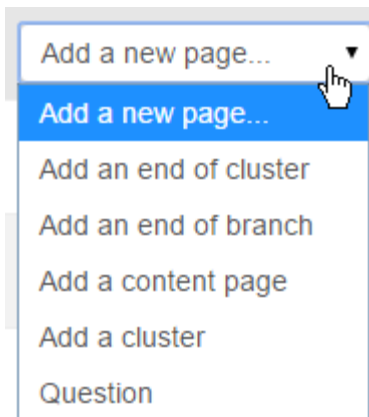 Add a new page...
Add a new page...
Add an end of cluster
Add an end of branch
Add a content page
Add a cluster
Question